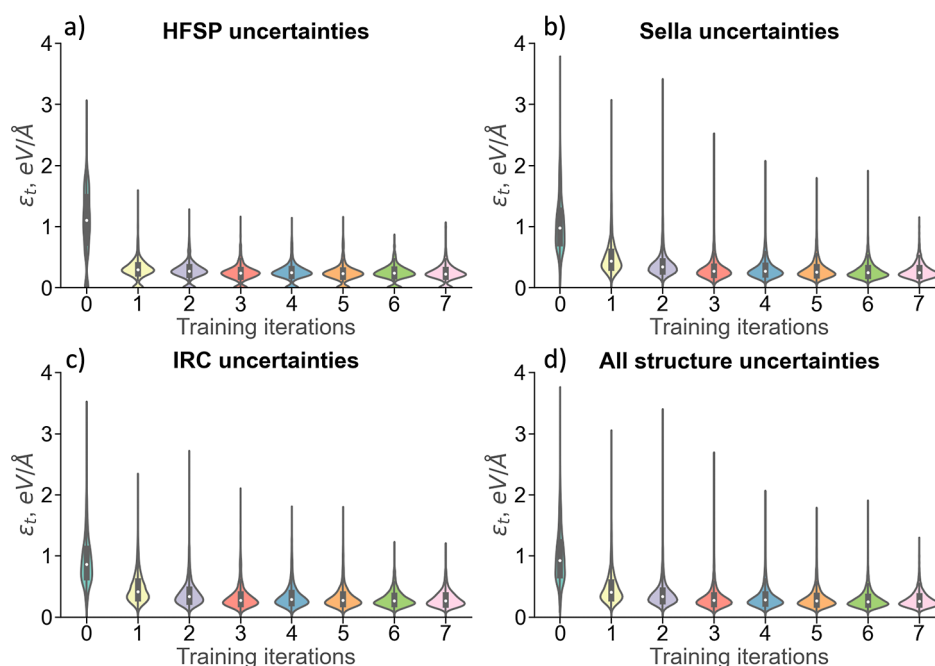 a) HFSP uncertainties
4
3
2
1
0
εt, eV/Å
0 1 2 3 4 5 6 7
Training iterations
b) Sella uncertainties
4
3
2
1
0
εt, eV/Å
0 1 2 3 4 5 6 7
Training iterations
c) IRC uncertainties
4
3
2
1
0
εt, eV/Å
0 1 2 3 4 5 6 7
Training iterations
d) All structure uncertainties
4
3
2
1
0
εt, eV/Å
0 1 2 3 4 5 6 7
Training iterations